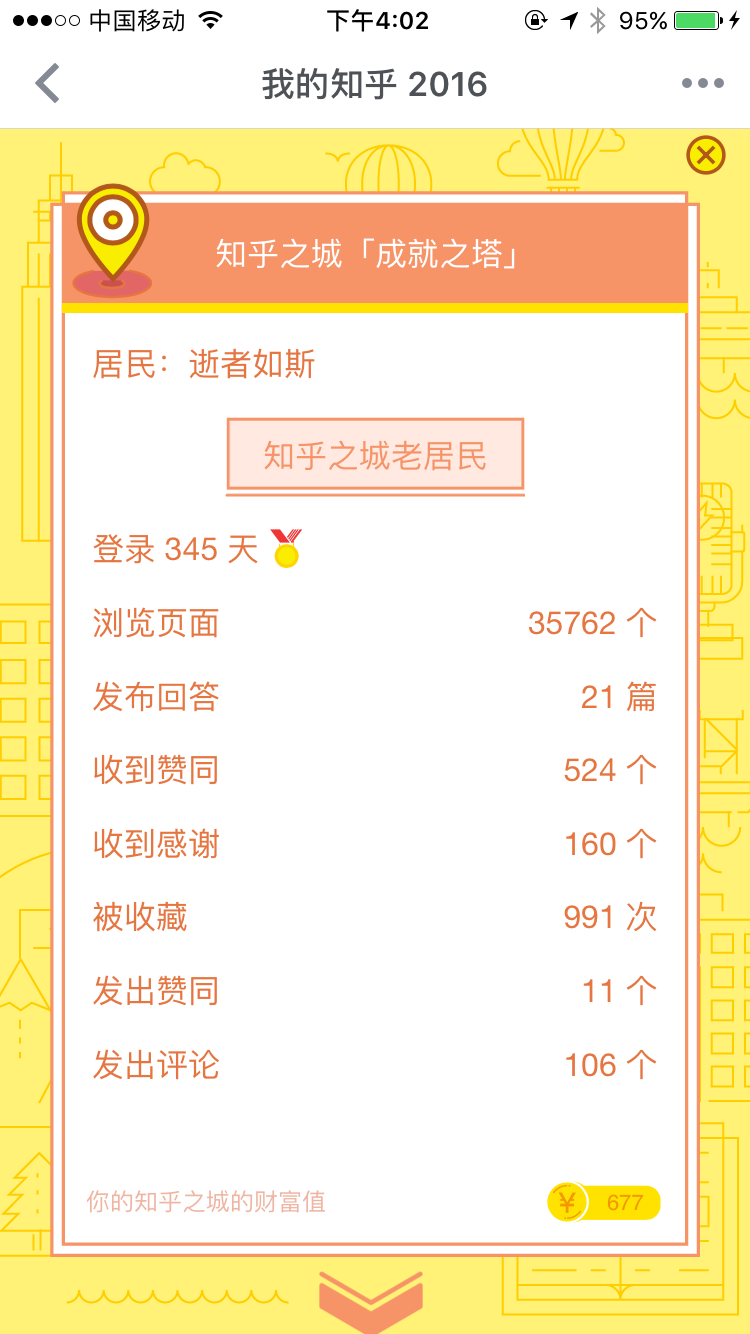 中国移动 下午4:02 95%
我的知乎 2016
知乎之城「成就之塔」
居民：逝者如斯
知乎之城老居民
登录 345 天
浏览页面 35762 个
发布回答 21 篇
收到赞同 524 个
收到感谢 160 个
被收藏 991 次
发出赞同 11 个
发出评论 106 个
你的知乎之城的财富值 ¥ 677